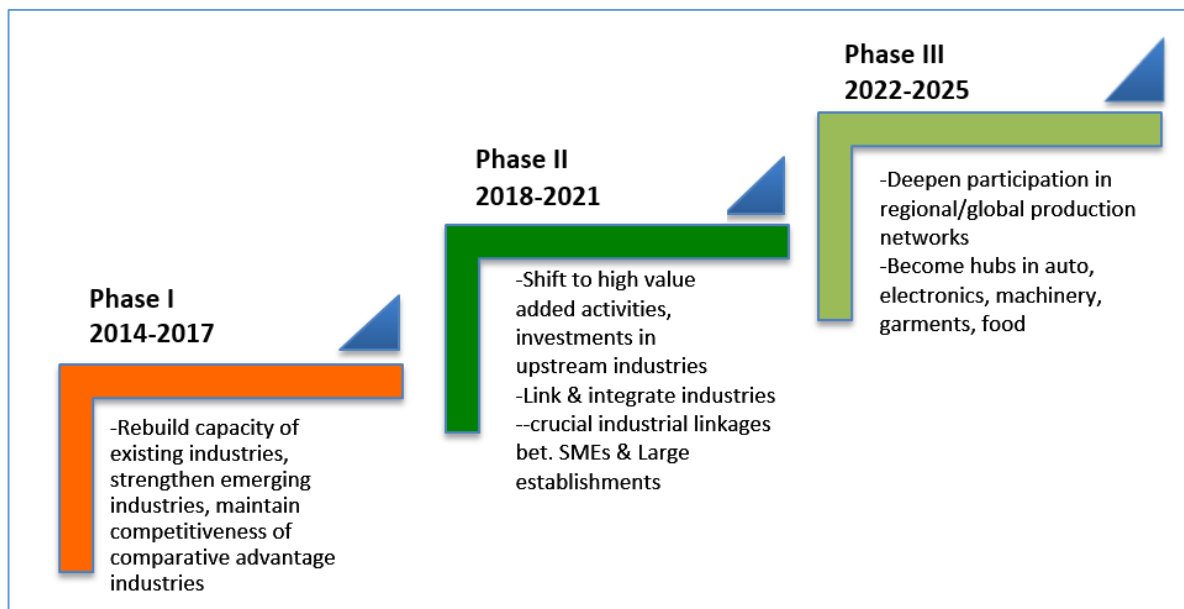 Phase I
2014-2017
-Rebuild capacity of
existing industries,
strengthen emerging
industries, maintain
competitiveness of
comparative advantage
industries
Phase II
2018-2021
-Shift to high value
added activities,
investments in
upstream industries
-Link & integrate industries
--crucial industrial linkages
bet. SMEs & Large
establishments
Phase III
2022-2025
-Deepen participation in
regional/global production
networks
-Become hubs in auto,
electronics, machinery,
garments, food